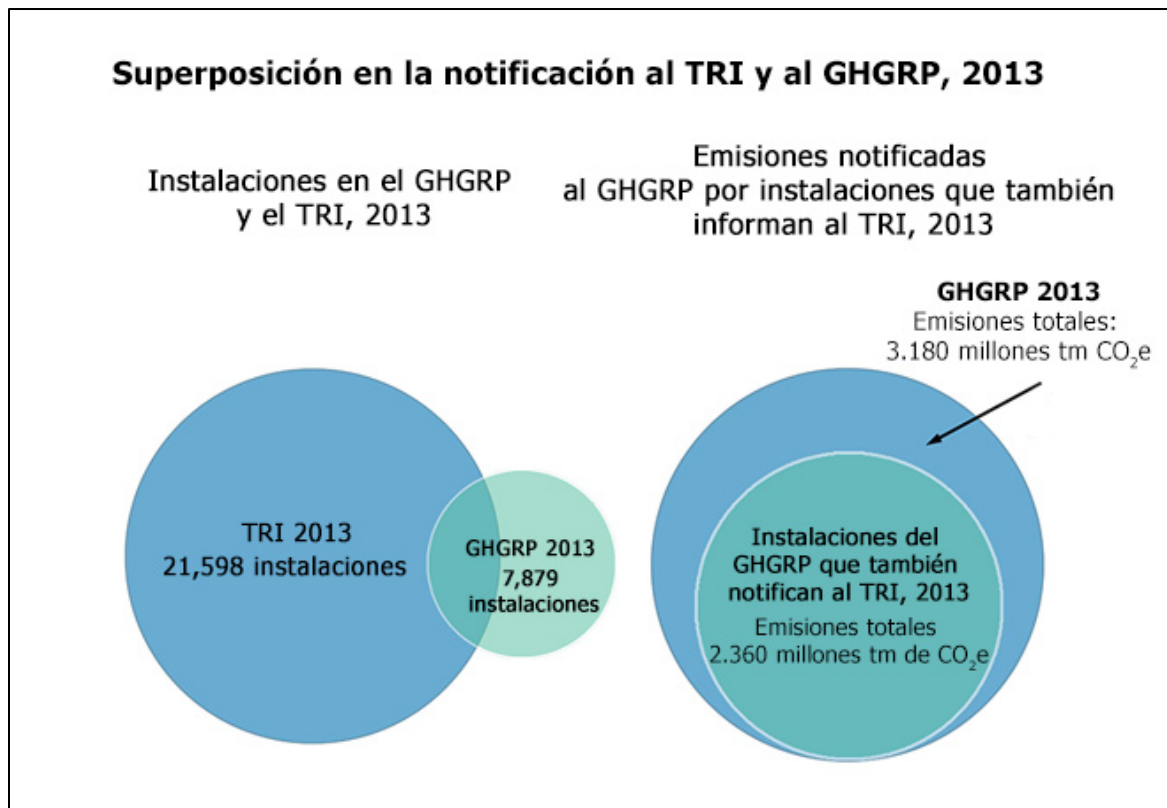 Superposición en la notificación al TRI y al GHGRP, 2013
Instalaciones en el GHGRP
y el TRI, 2013
Emisiones notificadas
al GHGRP por instalaciones que también
informan al TRI, 2013
GHGRP 2013
Emisiones totales:
3.180 millones tm CO₂e
TRI 2013
21,598 instalaciones
GHGRP 2013
7,879
instalaciones
Instalaciones del
GHGRP que también
notifican al TRI, 2013
Emisiones totales
2.360 millones tm de CO₂e